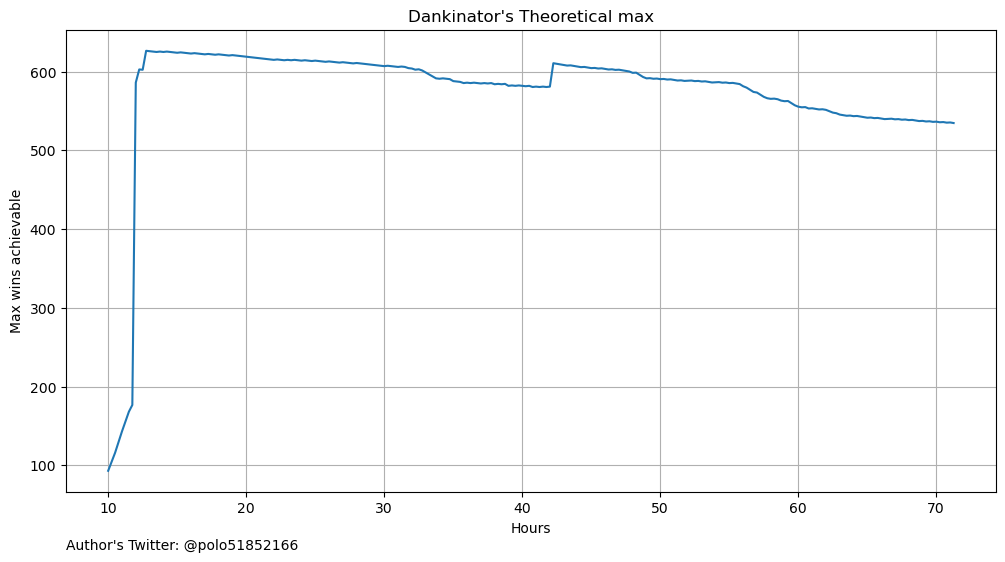 Dankinator's Theoretical max
600
500
400
300
200
100
Max wins achievable
10 20 30 40 50 60 70
Hours
Author's Twitter: @polo51852166